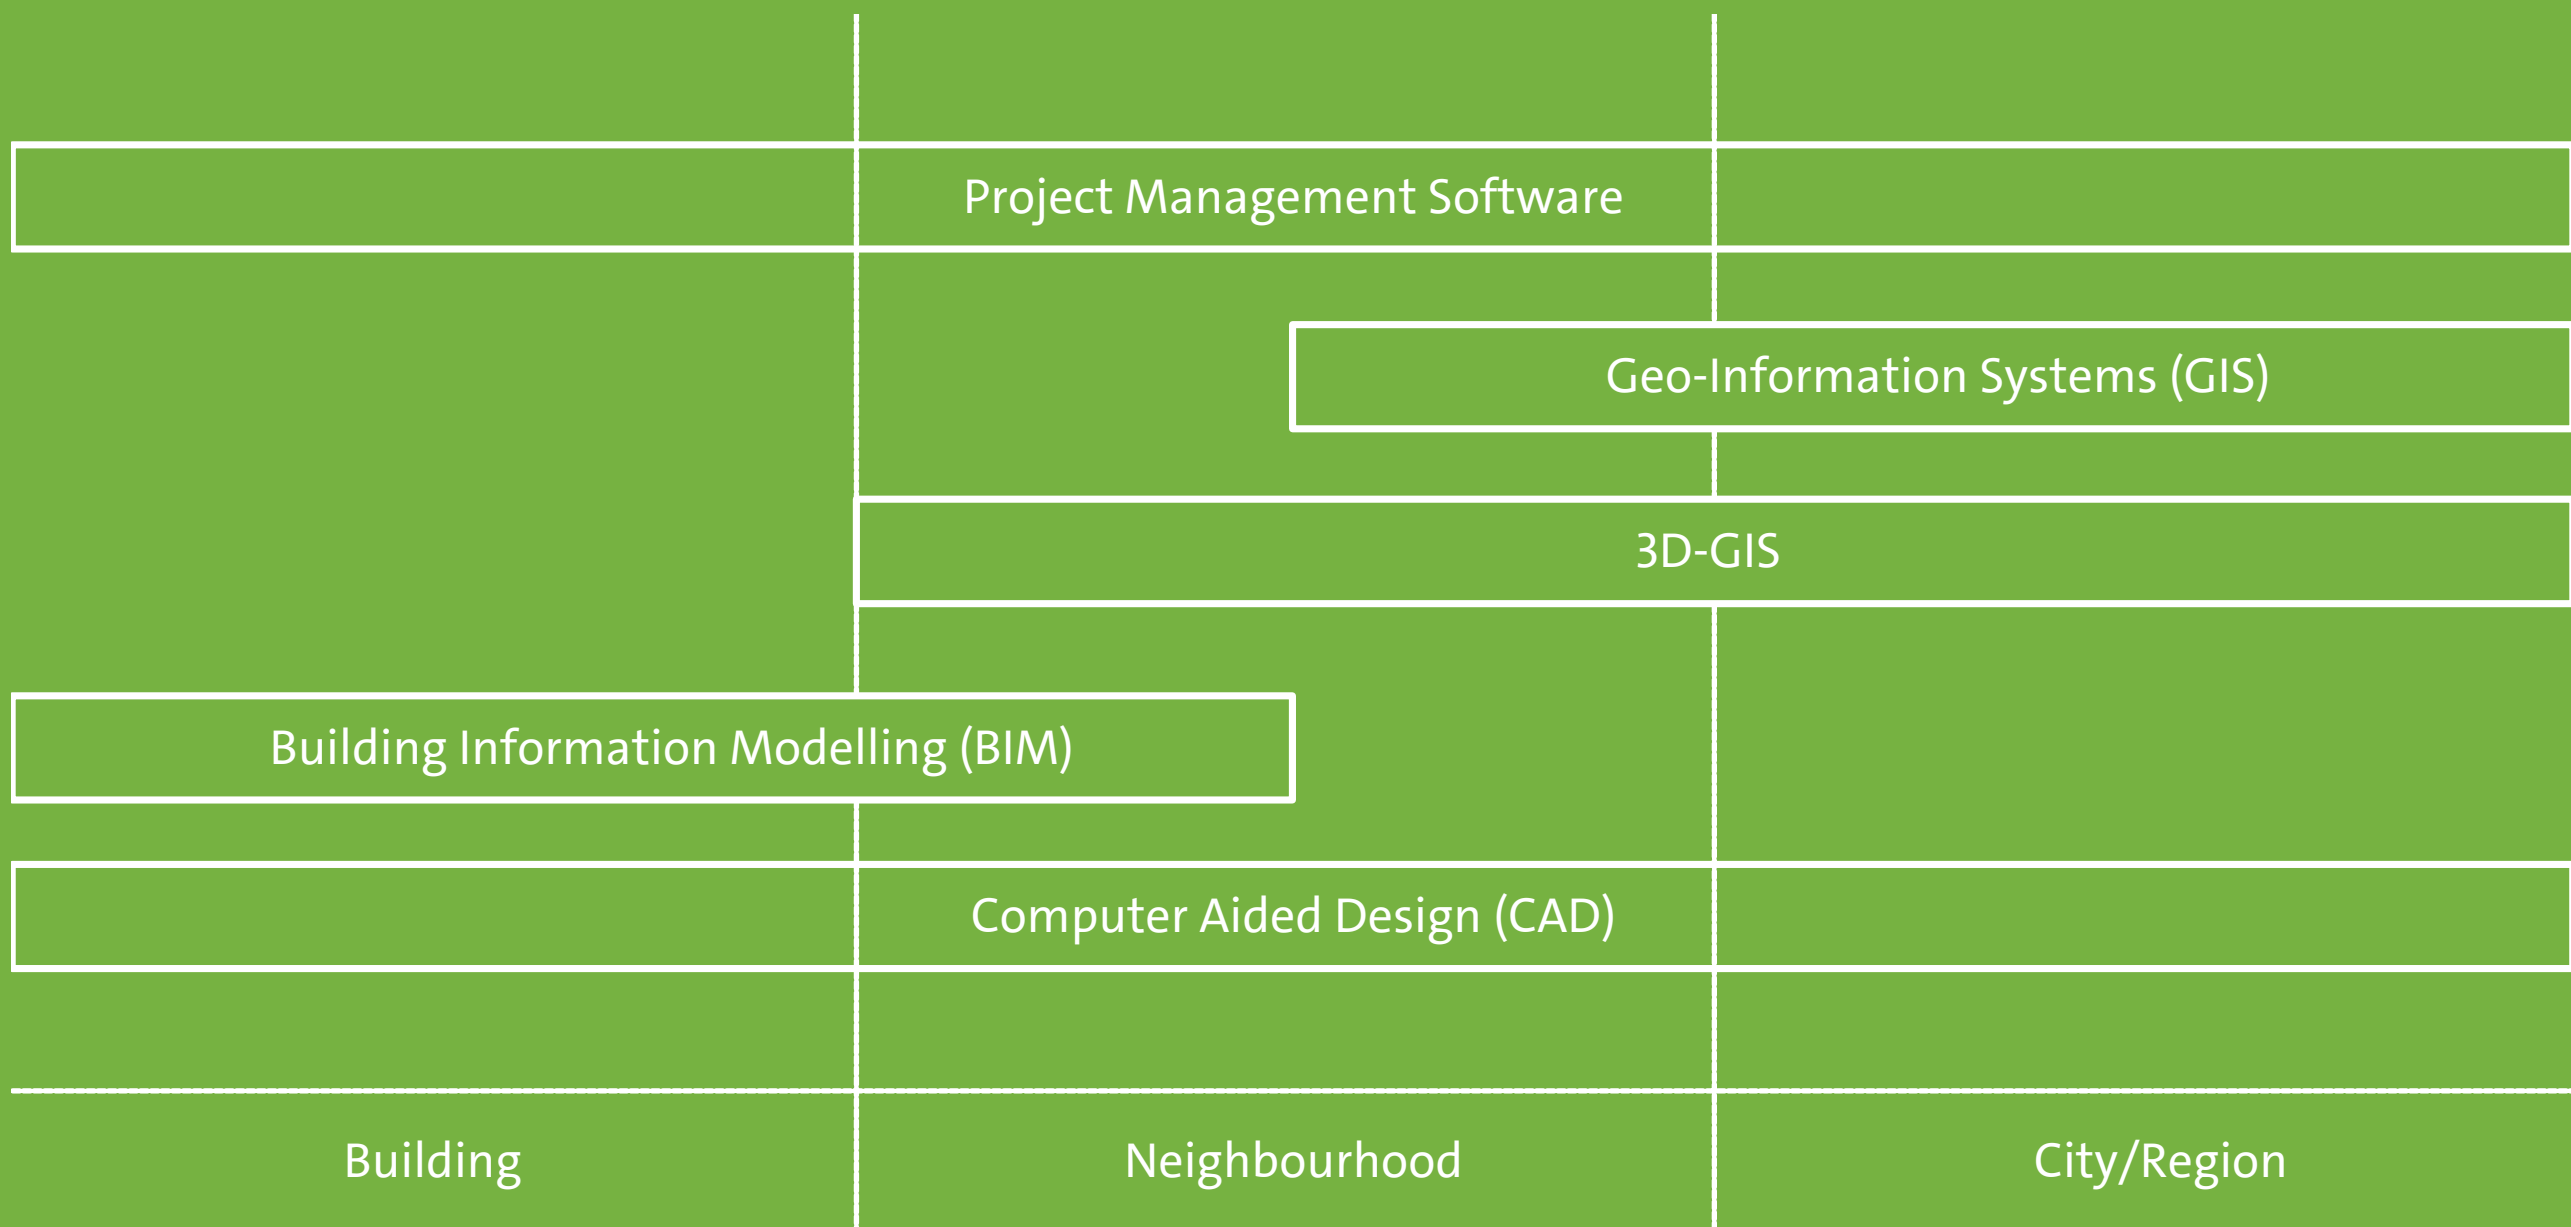 Project Management Software
Geo-Information Systems (GIS)
3D-GIS
Building Information Modelling (BIM)
Computer Aided Design (CAD)
Building
Neighbourhood
City/Region